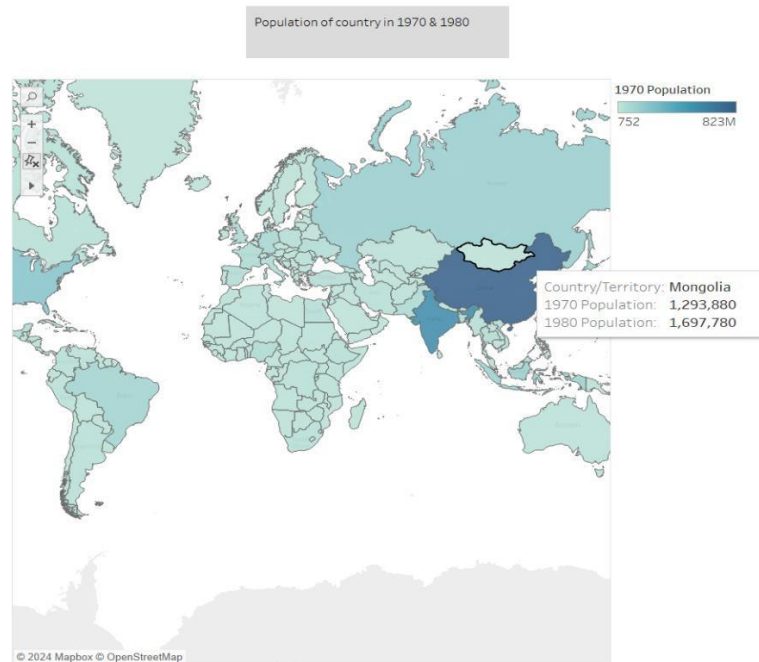 Population of country in 1970 & 1980
1970 Population
752 823M
Country/Territory: Mongolia
1970 Population: 1,293,880
1980 Population: 1,697,780
© 2024 Mapbox © OpenStreetMap